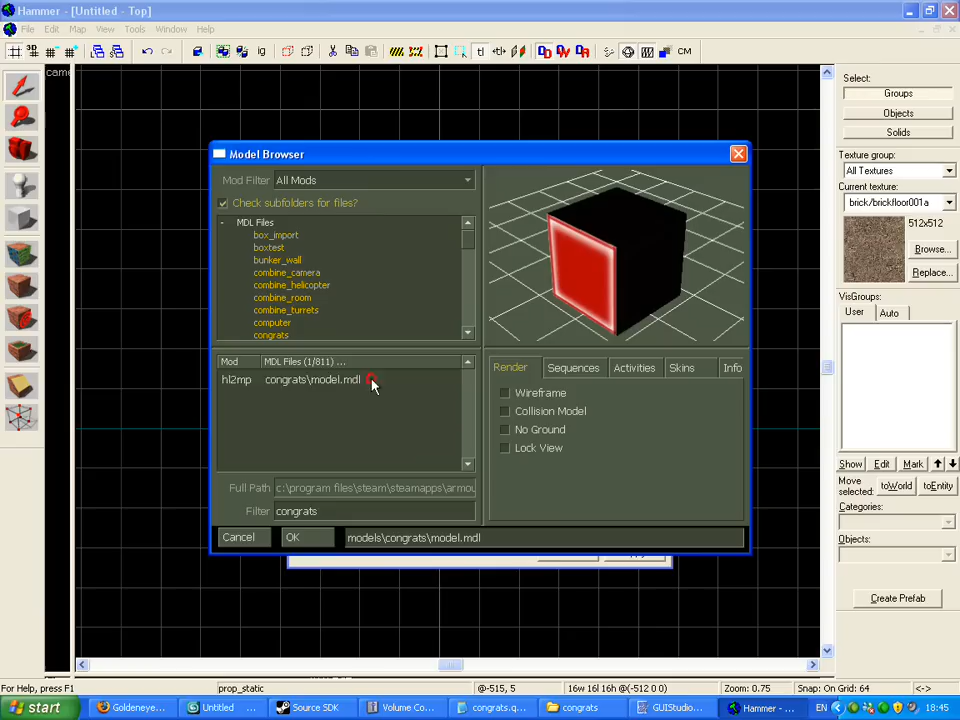 Hammer - [Untitled - Top]
File Edit Map View Tools Window Help
3D
ig
tl
CM
came
Select:
Groups
Objects
Solids
Texture group:
All Textures
Current texture:
brick/brickfloor001a
512x512
Browse...
Replace...
VisGroups:
User Auto
Show Edit Mark
Move selected:
toWorld toEntity
Categories:
Objects:
Create Prefab
Model Browser
Mod Filter All Mods
Check subfolders for files?
MDL Files
box_import
boxtest
bunker_wall
combine_camera
combine_helicopter
combine_room
combine_turrets
computer
congrats
Mod MDL Files (1/811) ...
hl2mp congrats\model.mdl
Full Path c:\program files\steam\steamapps\armou
Filter congrats
Cancel OK models\congrats\model.mdl
Render Sequences Activities Skins Info
Wireframe
Collision Model
No Ground
Lock View
For Help, press F1 prop_static @-515, 5 16w 16l 16h @(-512 0 0) Zoom: 0.75 Snap: On Grid: 64 <->
start Goldeneye... Untitled Source SDK Volume Co... congrats.q... congrats GUIStudio... Hammer - ... EN 18:45